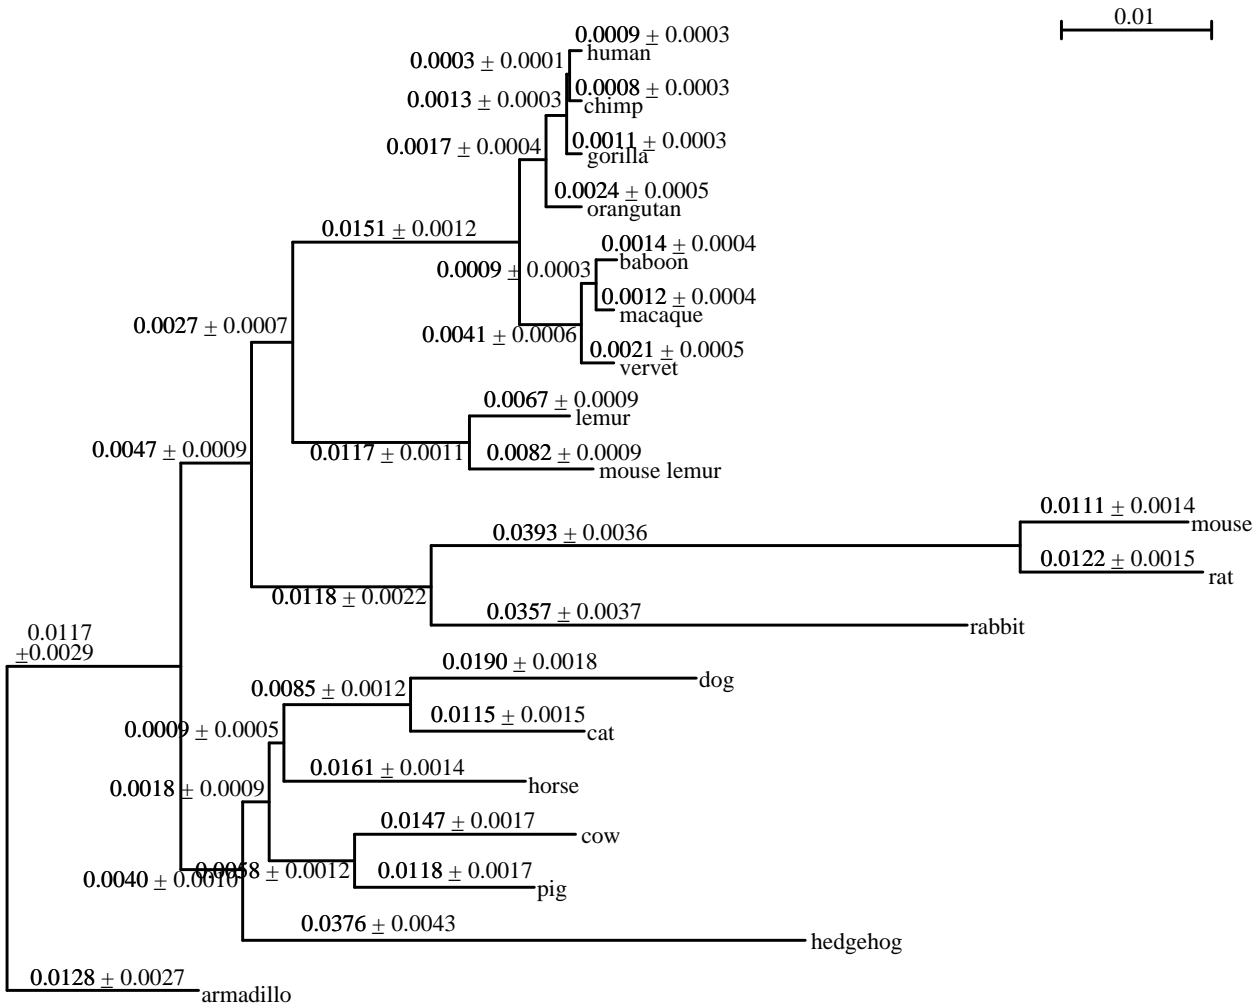 0.01
0.0009 ± 0.0003
human
0.0003 ± 0.0001
0.0008 ± 0.0003
chimp
0.0013 ± 0.0003
0.0011 ± 0.0003
gorilla
0.0017 ± 0.0004
0.0024 ± 0.0005
orangutan
0.0151 ± 0.0012
0.0014 ± 0.0004
baboon
0.0009 ± 0.0003
0.0012 ± 0.0004
macaque
0.0027 ± 0.0007
0.0041 ± 0.0006
0.0021 ± 0.0005
vervet
0.0067 ± 0.0009
lemur
0.0047 ± 0.0009
0.0117 ± 0.0011
0.0082 ± 0.0009
mouse lemur
0.0111 ± 0.0014
mouse
0.0393 ± 0.0036
0.0122 ± 0.0015
rat
0.0118 ± 0.0022
0.0357 ± 0.0037
rabbit
0.0117
±0.0029
0.0190 ± 0.0018
dog
0.0085 ± 0.0012
0.0115 ± 0.0015
cat
0.0009 ± 0.0005
0.0161 ± 0.0014
horse
0.0018 ± 0.0009
0.0147 ± 0.0017
cow
0.0058 ± 0.0012
0.0040 ± 0.0010
0.0118 ± 0.0017
pig
0.0376 ± 0.0043
hedgehog
0.0128 ± 0.0027
armadillo